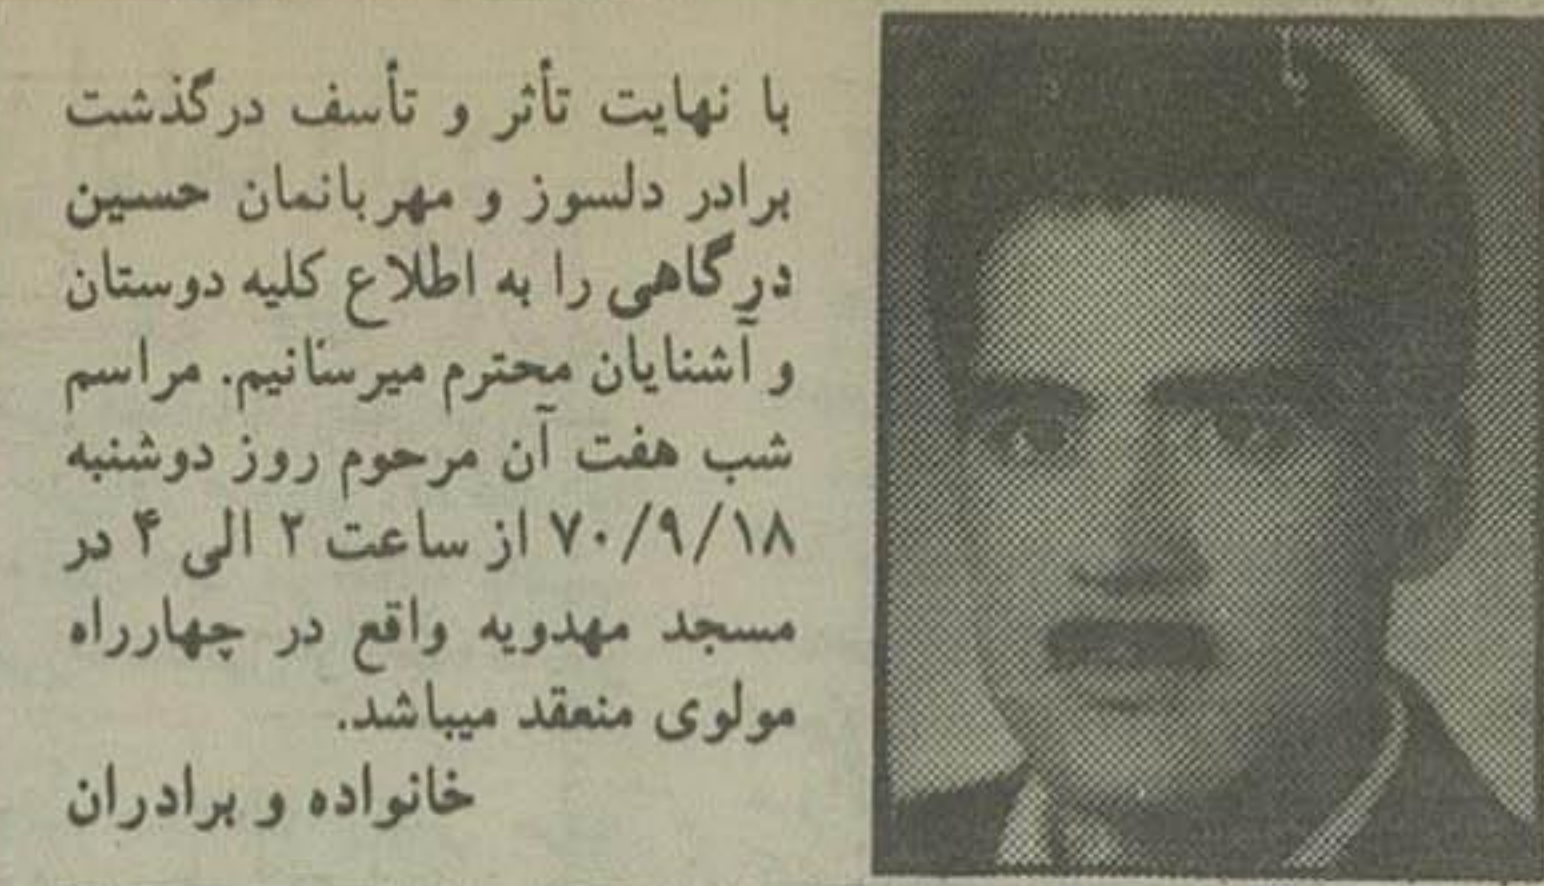 با نهایت تأثر و تأسف درگذشت
برادر دلسوز و مهربانمان حسین
درگاهی را به اطلاع کلیه دوستان
و آشنایان محترم میرسانیم. مراسم
شب هفت آن مرحوم روز دوشنبه
۷۰/۹/۱۸ از ساعت ۲ الی ۴ در
مسجد مهدویه واقع در چهارراه
مولوی منعقد میباشد.
خانواده و برادران